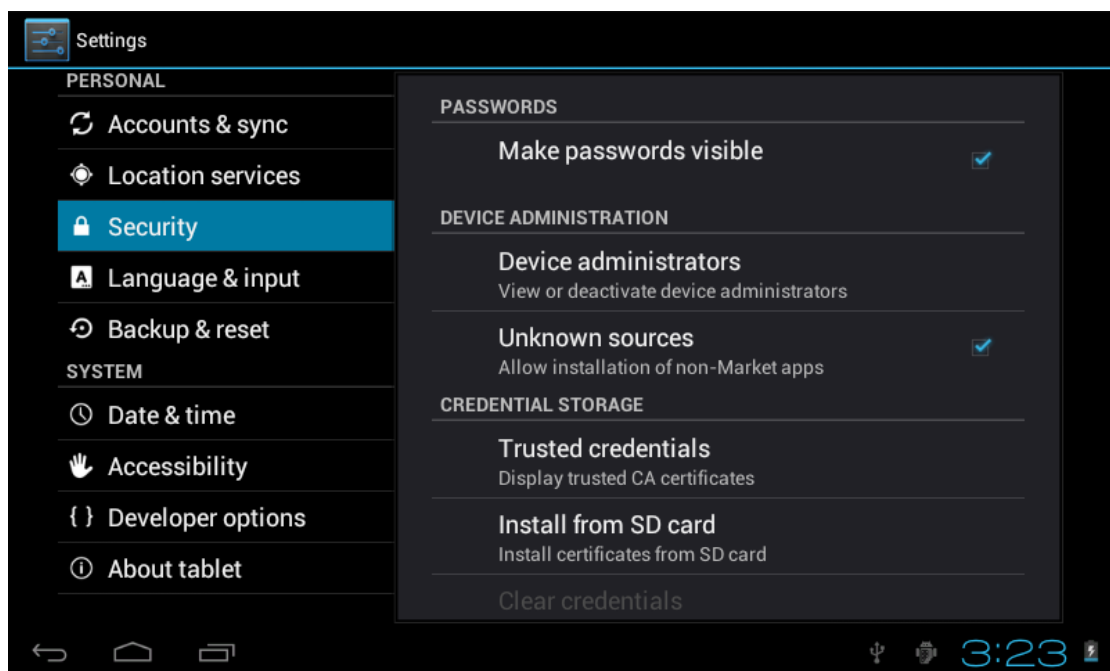 Settings
PERSONAL
Accounts & sync
Location services
Security
Language & input
Backup & reset
SYSTEM
Date & time
Accessibility
{ } Developer options
About tablet
PASSWORDS
Make passwords visible
DEVICE ADMINISTRATION
Device administrators
View or deactivate device administrators
Unknown sources
Allow installation of non-Market apps
CREDENTIAL STORAGE
Trusted credentials
Display trusted CA certificates
Install from SD card
Install certificates from SD card
Clear credentials
3:23